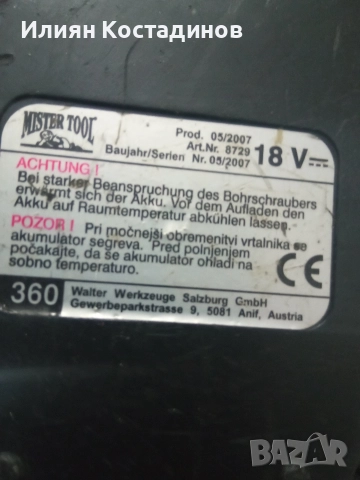 Илиян Костадинов
MISTER TOOL
Prod. 05/2007
Art.Nr. 8729
Baujahr/Serien Nr. 05/2007
18 V
ACHTUNG !
Bei starker Beanspruchung des Bohrschraubers
erwärmt sich der Akku. Vor dem Aufladen den
Akku auf Raumtemperatur abkühlen lassen.
POZOR ! Pri močnejši obremenitvi vrtalnika se
akumulator segreva. Pred polnjenjem
počakajte, da se akumulator ohladi na
sobno temperaturo.
CE
360
Walter Werkzeuge Salzburg GmbH
Gewerbeparkstrasse 9, 5081 Anif, Austria
BAZAR